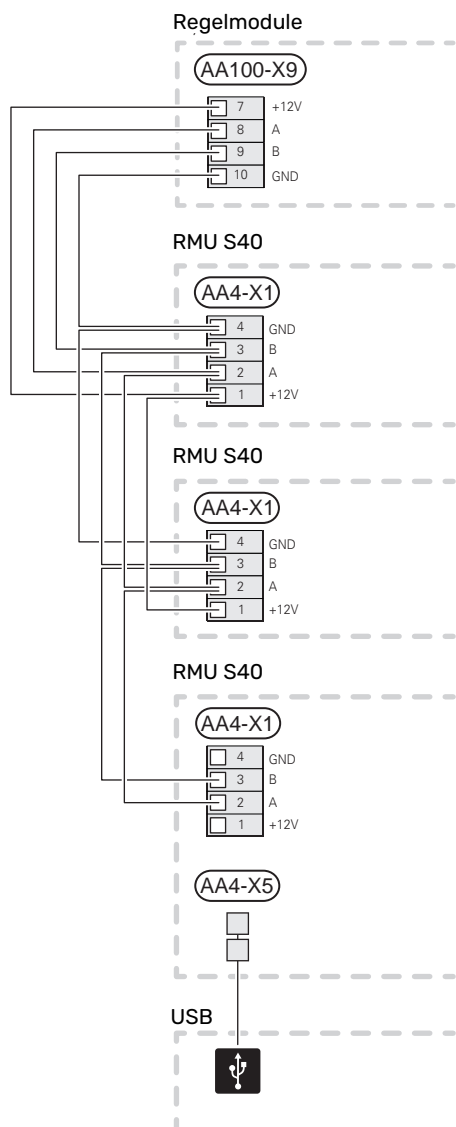 Regelmodule
AA100-X9
7 +12V
8 A
9 B
10 GND
RMU S40
AA4-X1
4 GND
3 B
2 A
1 +12V
RMU S40
AA4-X1
4 GND
3 B
2 A
1 +12V
RMU S40
AA4-X1
4 GND
3 B
2 A
1 +12V
AA4-X5
USB